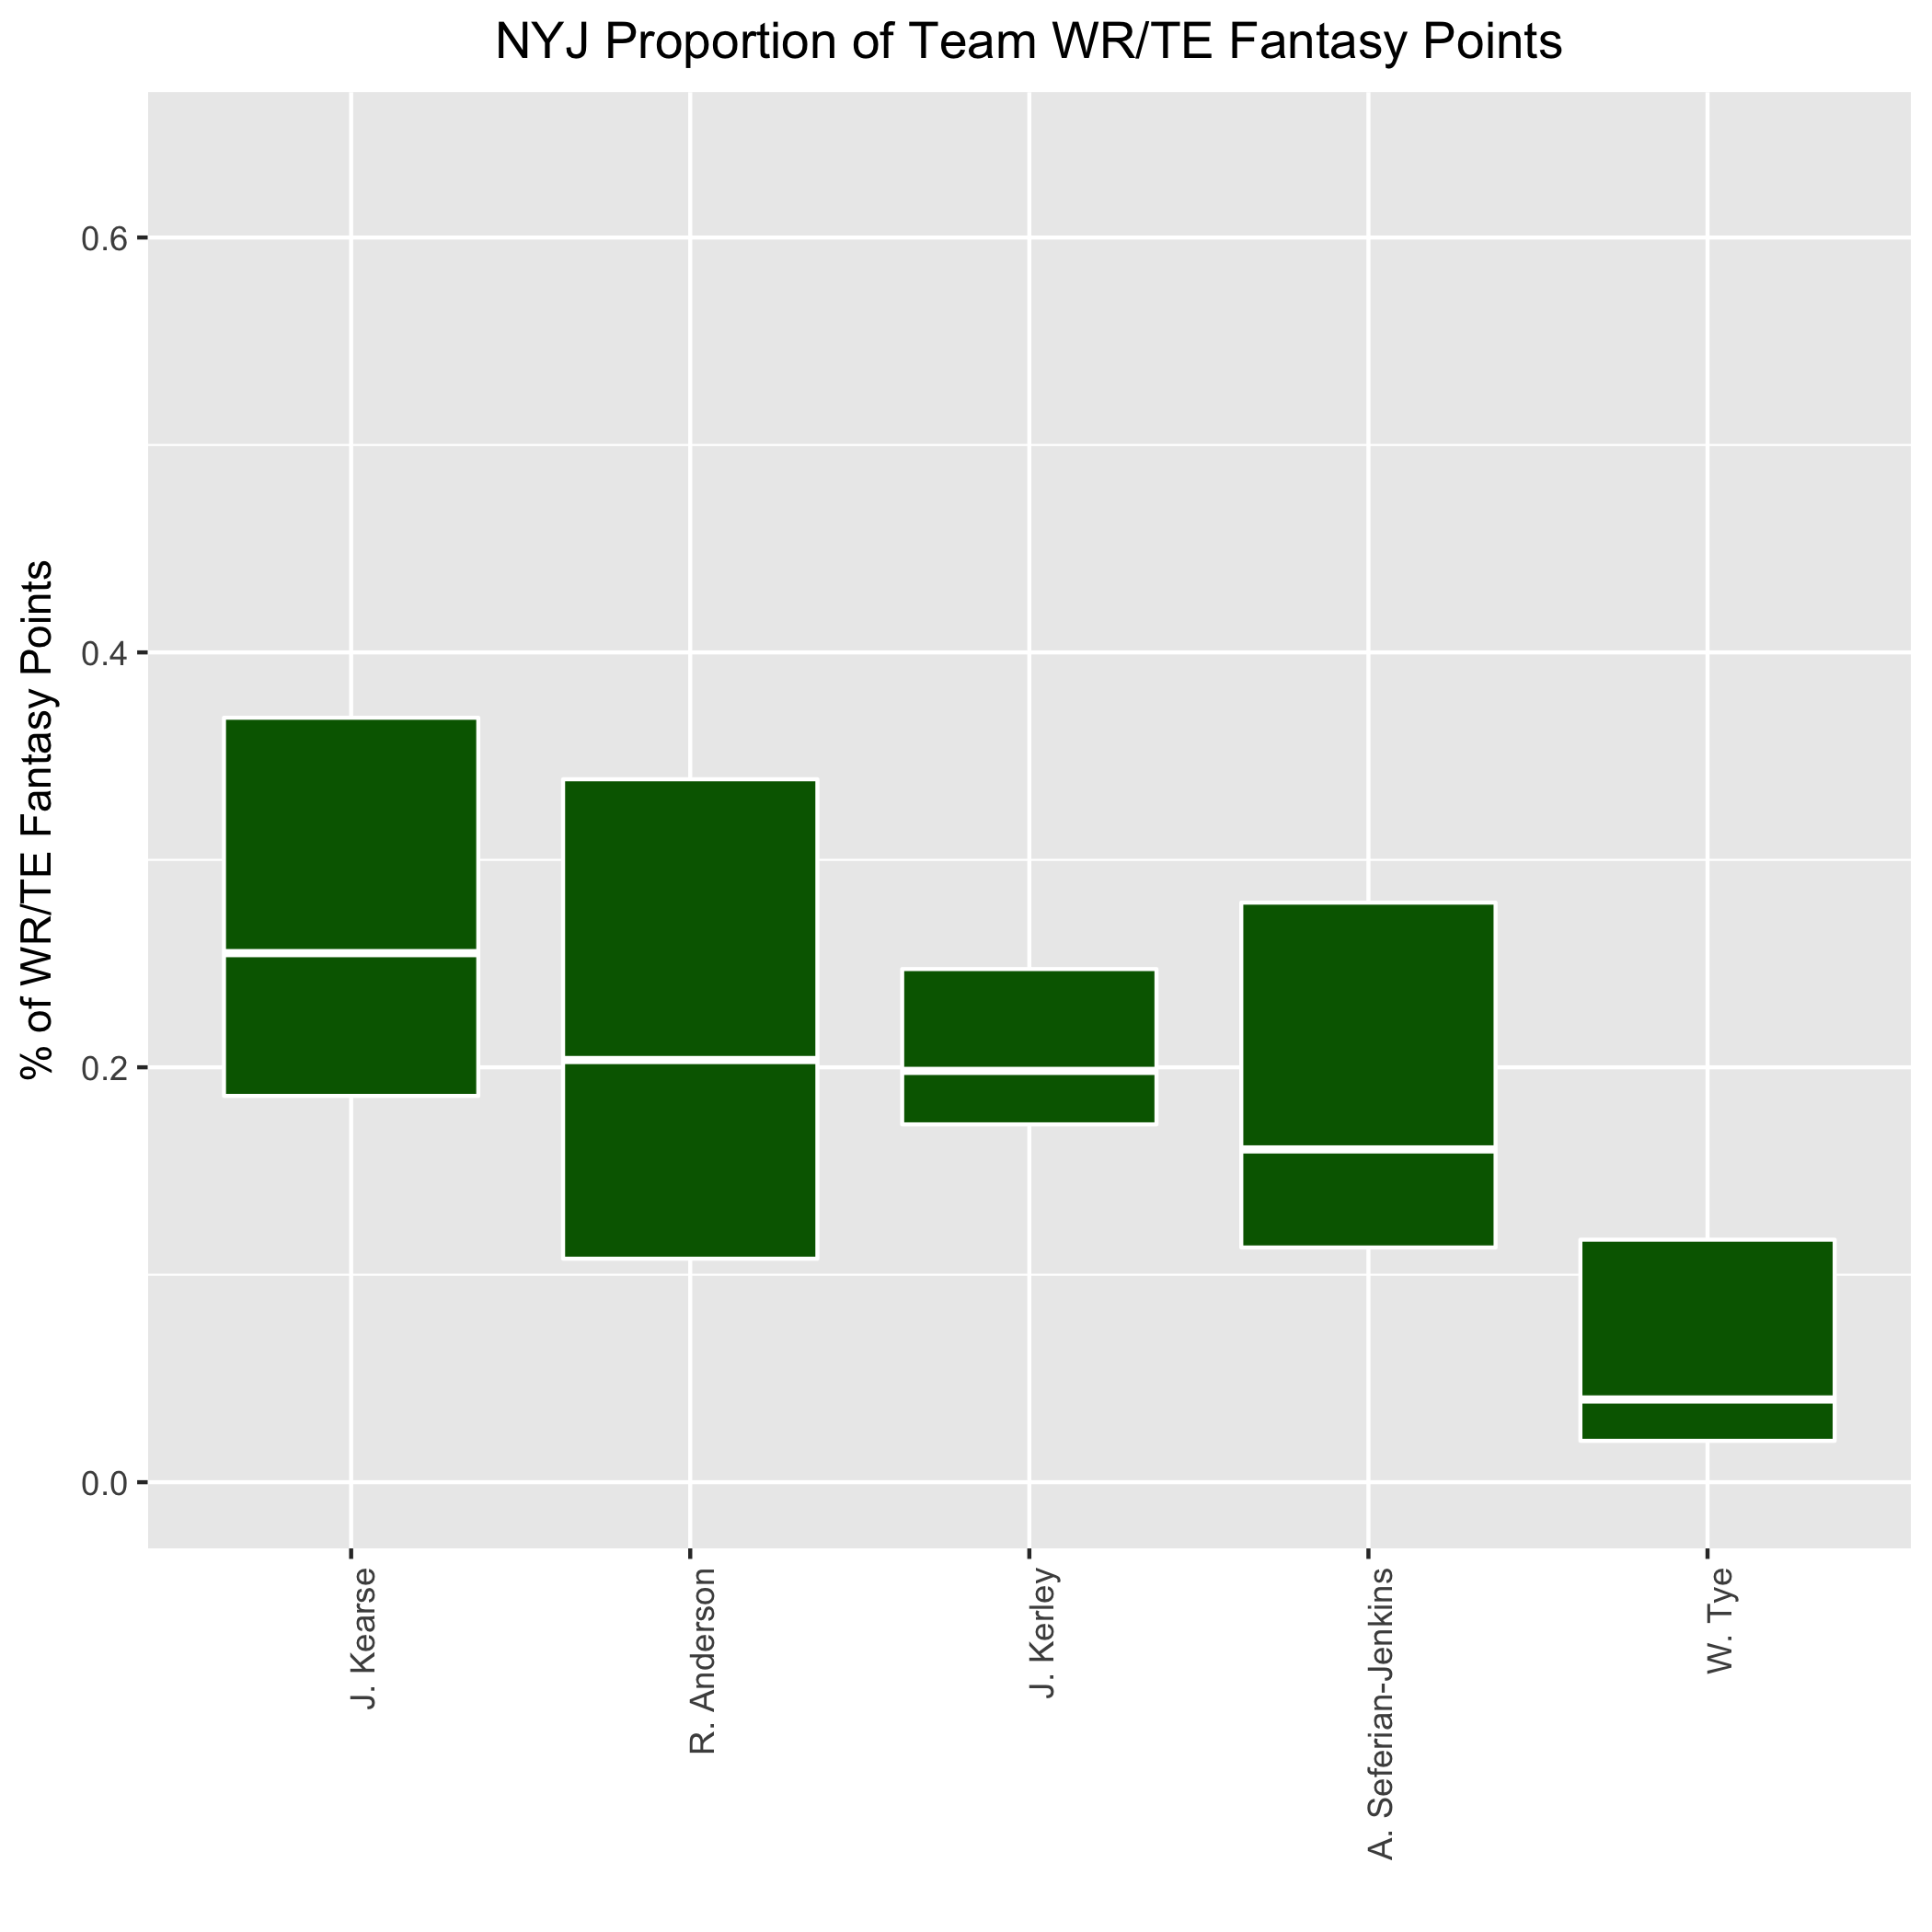 NYJ Proportion of Team WR/TE Fantasy Points
% of WR/TE Fantasy Points
0.6
0.4
0.2
0.0
J. Kearse
R. Anderson
J. Kerley
A. Seferian-Jenkins
W. Tye